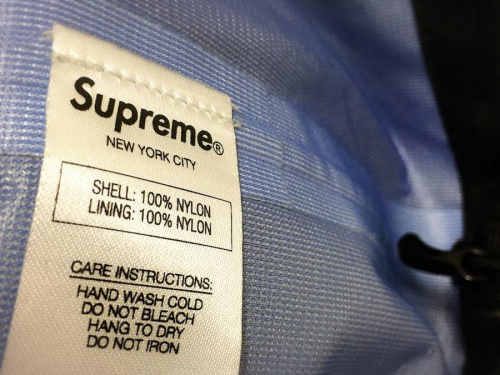 Supreme®
NEW YORK CITY
SHELL: 100% NYLON
LINING: 100% NYLON
CARE INSTRUCTIONS:
HAND WASH COLD
DO NOT BLEACH
HANG TO DRY
DO NOT IRON